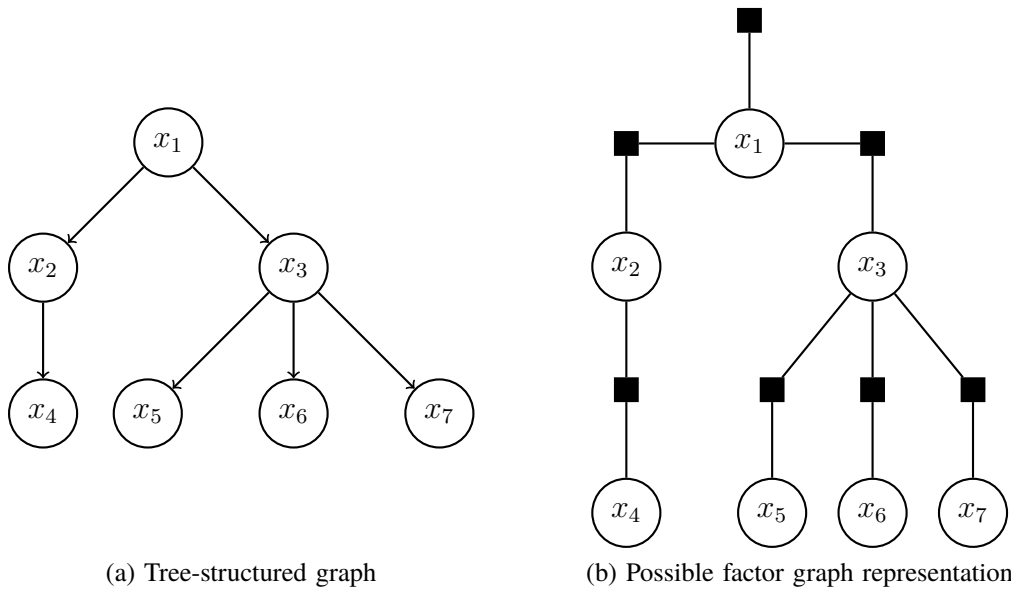 x₁
x₂ x₃
x₄ x₅ x₆ x₇
(a) Tree-structured graph
x₁
x₂ x₃
x₄ x₅ x₆ x₇
(b) Possible factor graph representation